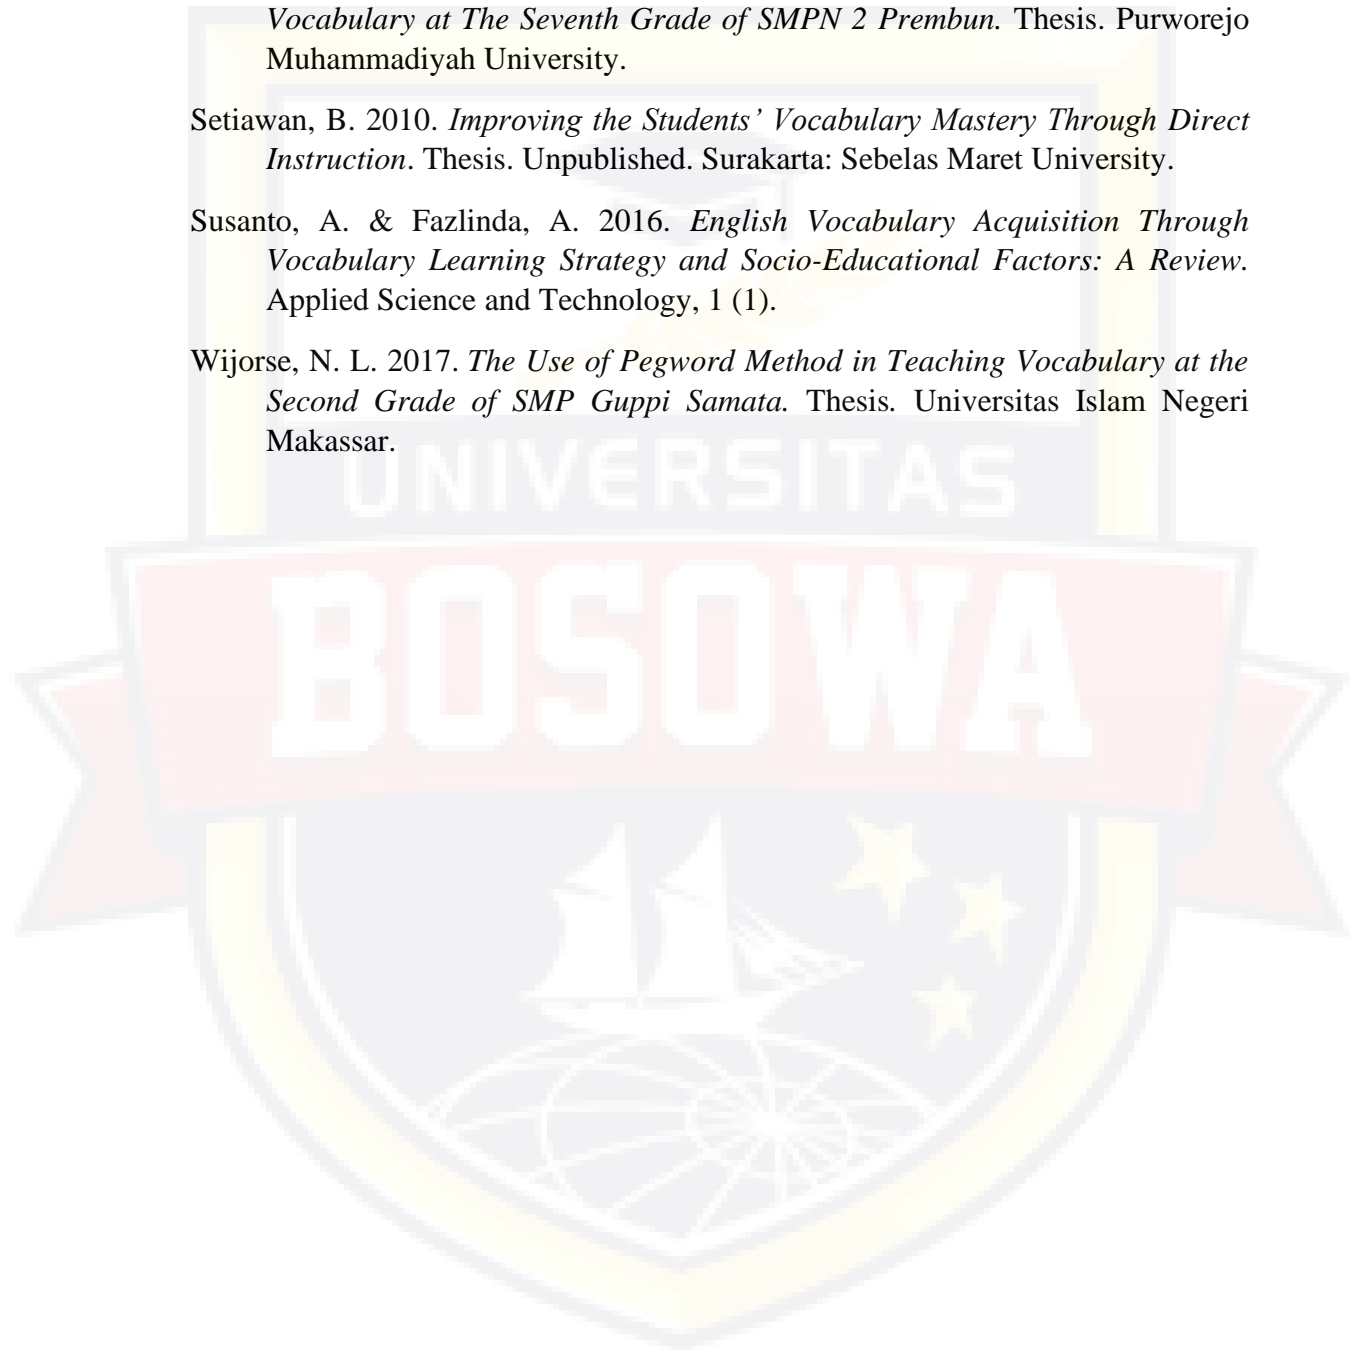 Vocabulary at The Seventh Grade of SMPN 2 Prembun. Thesis. Purworejo
Muhammadiyah University.
Setiawan, B. 2010. Improving the Students' Vocabulary Mastery Through Direct
Instruction. Thesis. Unpublished. Surakarta: Sebelas Maret University.
Susanto, A. & Fazlinda, A. 2016. English Vocabulary Acquisition Through
Vocabulary Learning Strategy and Socio-Educational Factors: A Review.
Applied Science and Technology, 1 (1).
Wijorse, N. L. 2017. The Use of Pegword Method in Teaching Vocabulary at the
Second Grade of SMP Guppi Samata. Thesis. Universitas Islam Negeri
Makassar.
UNIVERSITAS
BOSOWA